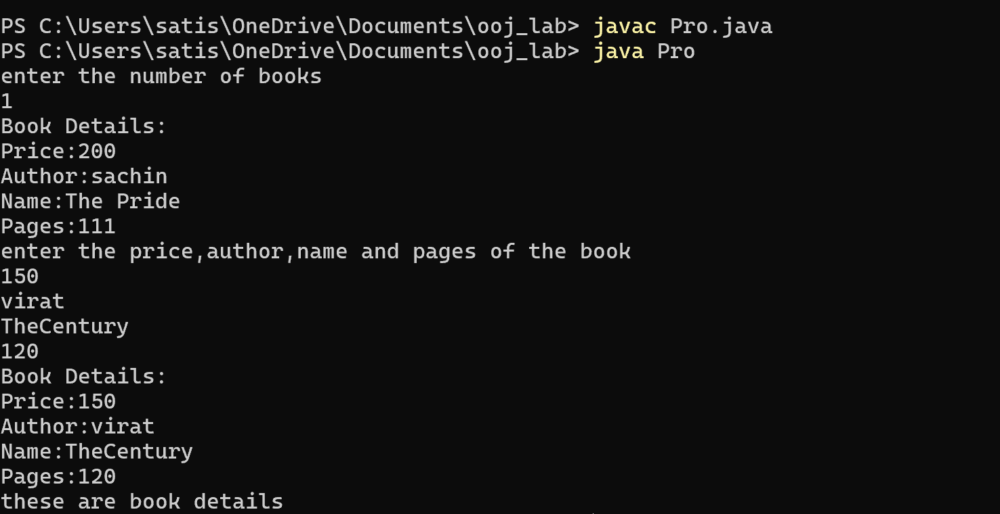 PS C:\Users\satis\OneDrive\Documents\ooj_lab> javac Pro.java
PS C:\Users\satis\OneDrive\Documents\ooj_lab> java Pro
enter the number of books
1
Book Details:
Price:200
Author:sachin
Name:The Pride
Pages:111
enter the price,author,name and pages of the book
150
virat
TheCentury
120
Book Details:
Price:150
Author:virat
Name:TheCentury
Pages:120
these are book details